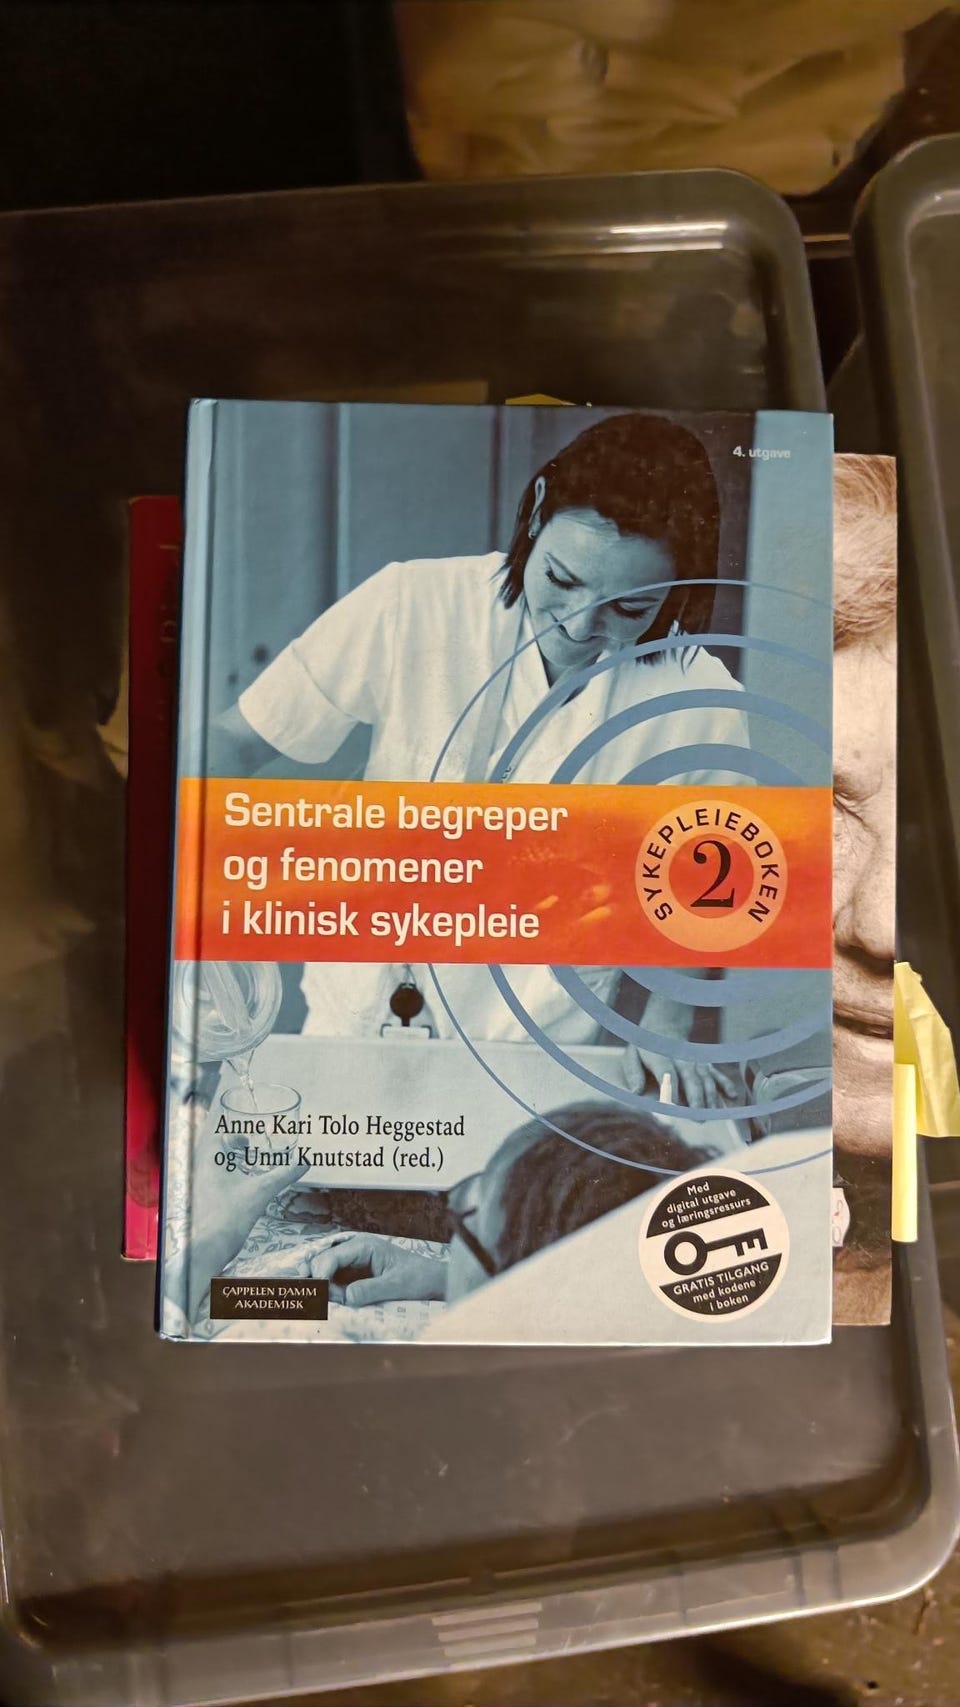 4. utgave
Sentrale begreper
og fenomener
i klinisk sykepleie
SYKEPLEIEBOKEN
2
Anne Kari Tolo Heggestad
og Unni Knutstad (red.)
Med
digital utgave
og læringsressurs
GRATIS TILGANG
med kodene
i boken
CAPPELEN DAMM
AKADEMISK